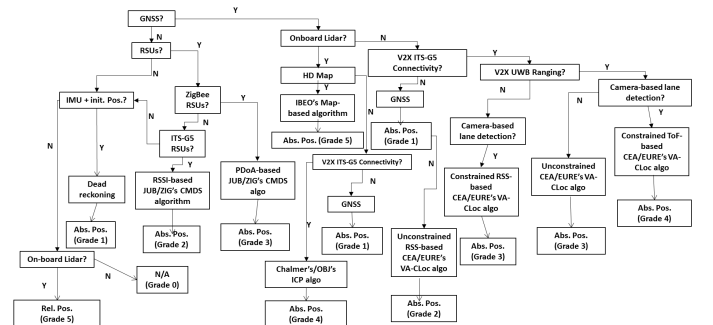 GNSS?
Y
N
RSUs?
Y
N
Onboard Lidar?
N
Y
V2X ITS-G5
Connectivity?
Y
N
V2X UWB Ranging?
Y
N
HD Map
Y
N
IMU + init. Pos.?
N
Y
ZigBee
RSUs?
Y
N
IBEO's Map-
based algorithm
GNSS
Camera-based lane
detection?
N
Y
Abs. Pos. (Grade 5)
Abs. Pos.
(Grade 1)
Camera-based lane
detection?
N
Y
ITS-G5
RSUs?
N
Y
V2X ITS-G5 Connectivity?
N
Y
Constrained ToF-
based
CEA/EURE's VA-
CLoc algo
Dead
reckoning
RSSI-based
JUB/ZIG's CMDS
algorithm
PDoA-based
JUB/ZIG's CMDS
algo
Constrained RSS-
based
CEA/EURE's VA-
CLoc algo
Unconstrained
CEA/EURE's VA-
CLoc algo
GNSS
Abs. Pos.
(Grade 4)
Abs. Pos.
(Grade 1)
Abs. Pos.
(Grade 2)
Abs. Pos.
(Grade 3)
Abs. Pos.
(Grade 1)
Unconstrained
RSS-based
CEA/EURE's
VA-CLoc algo
Abs. Pos.
(Grade 3)
Abs. Pos.
(Grade 3)
On-board Lidar?
Y
N
N/A
(Grade 0)
Chalmer's/OBJ's
ICP algo
Rel. Pos.
(Grade 5)
Abs. Pos.
(Grade 4)
Abs. Pos.
(Grade 2)